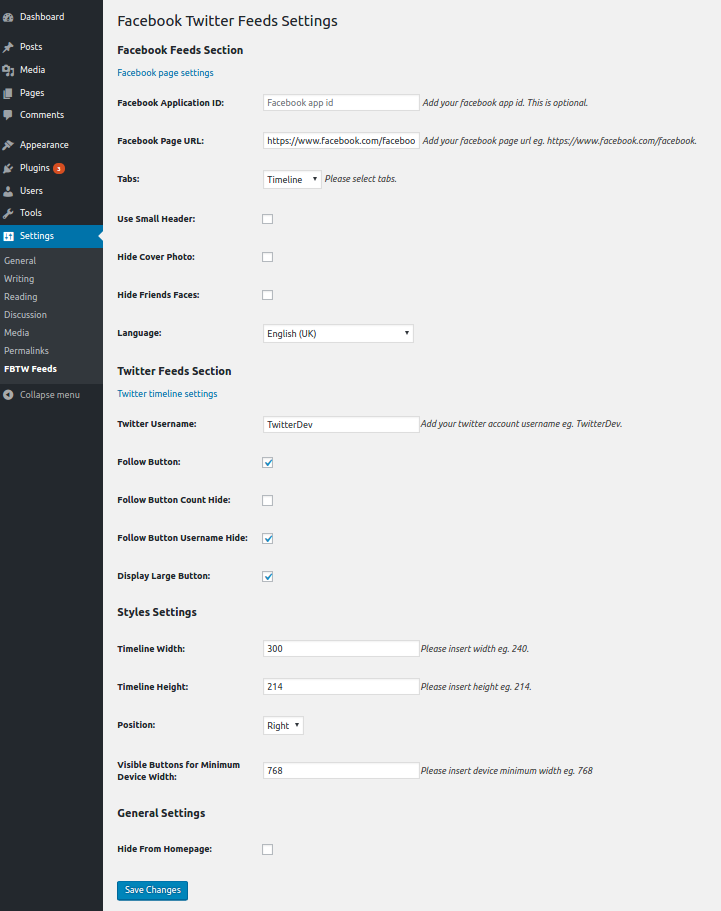 Dashboard
Posts
Media
Pages
Comments
Appearance
Plugins 3
Users
Tools
Settings
General
Writing
Reading
Discussion
Media
Permalinks
FBTW Feeds
Collapse menu
Facebook Twitter Feeds Settings
Facebook Feeds Section
Facebook page settings
Facebook Application ID: Facebook app id Add your facebook app id. This is optional.
Facebook Page URL: https://www.facebook.com/faceboo Add your facebook page url eg. https://www.facebook.com/facebook.
Tabs: Timeline Please select tabs.
Use Small Header:
Hide Cover Photo:
Hide Friends Faces:
Language: English (UK)
Twitter Feeds Section
Twitter timeline settings
Twitter Username: TwitterDev Add your twitter account username eg. TwitterDev.
Follow Button:
Follow Button Count Hide:
Follow Button Username Hide:
Display Large Button:
Styles Settings
Timeline Width: 300 Please insert width eg. 240.
Timeline Height: 214 Please insert height eg. 214.
Position: Right
Visible Buttons for Minimum
Device Width: 768 Please insert device minimum width eg. 768
General Settings
Hide From Homepage:
Save Changes